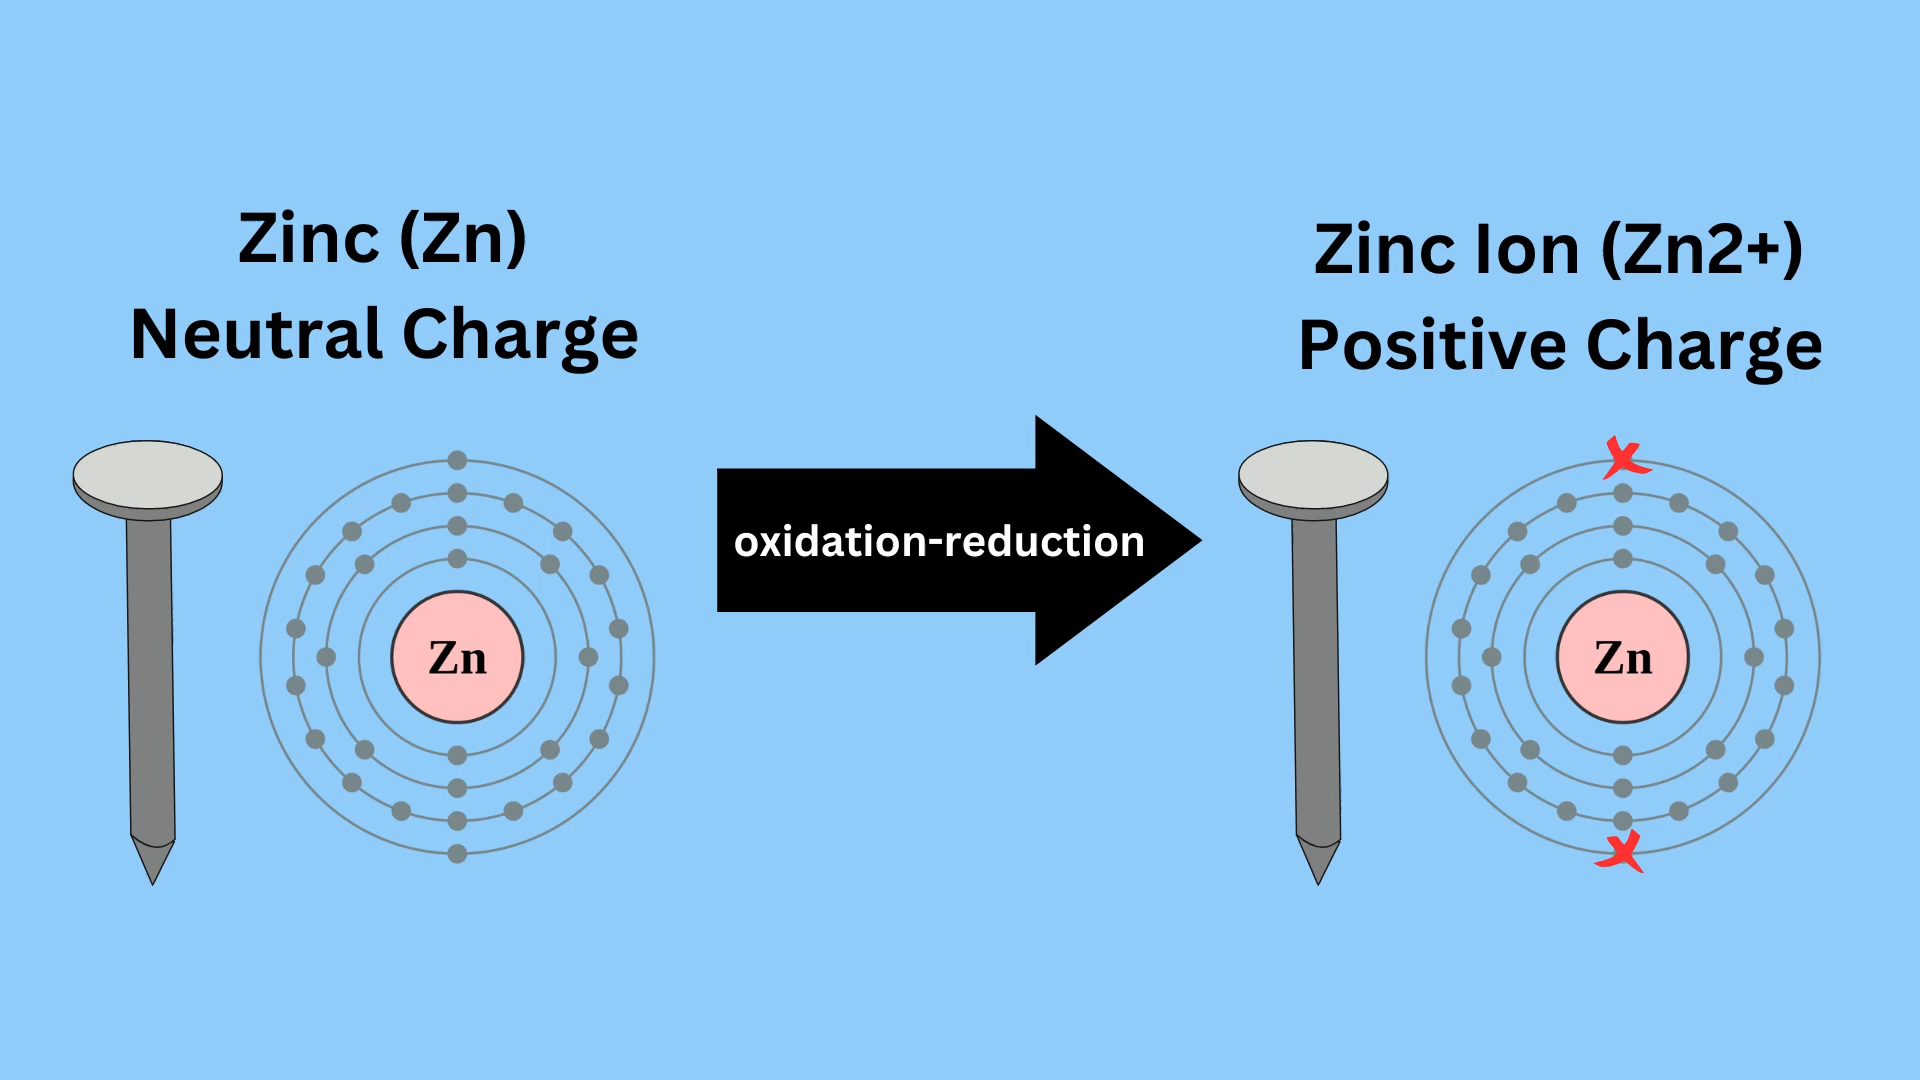 Zinc (Zn)
Neutral Charge
Zn
oxidation-reduction
Zinc Ion (Zn2+)
Positive Charge
Zn